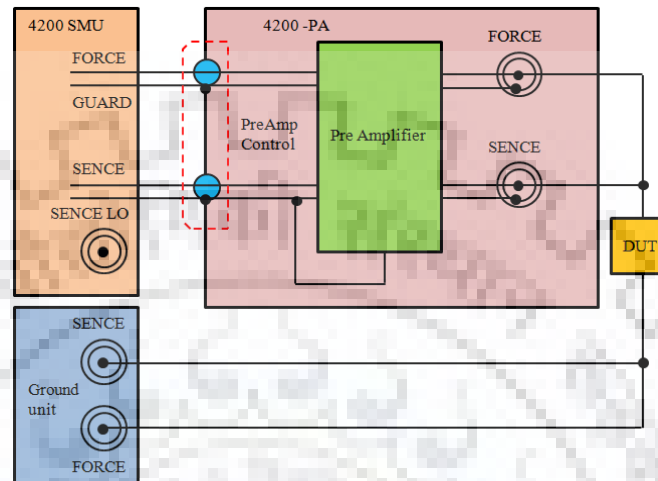 4200 SMU
4200 -PA
FORCE
FORCE
GUARD
PreAmp
Control
Pre Amplifier
SENCE
SENCE
SENCE LO
DUT
SENCE
Ground
unit
FORCE